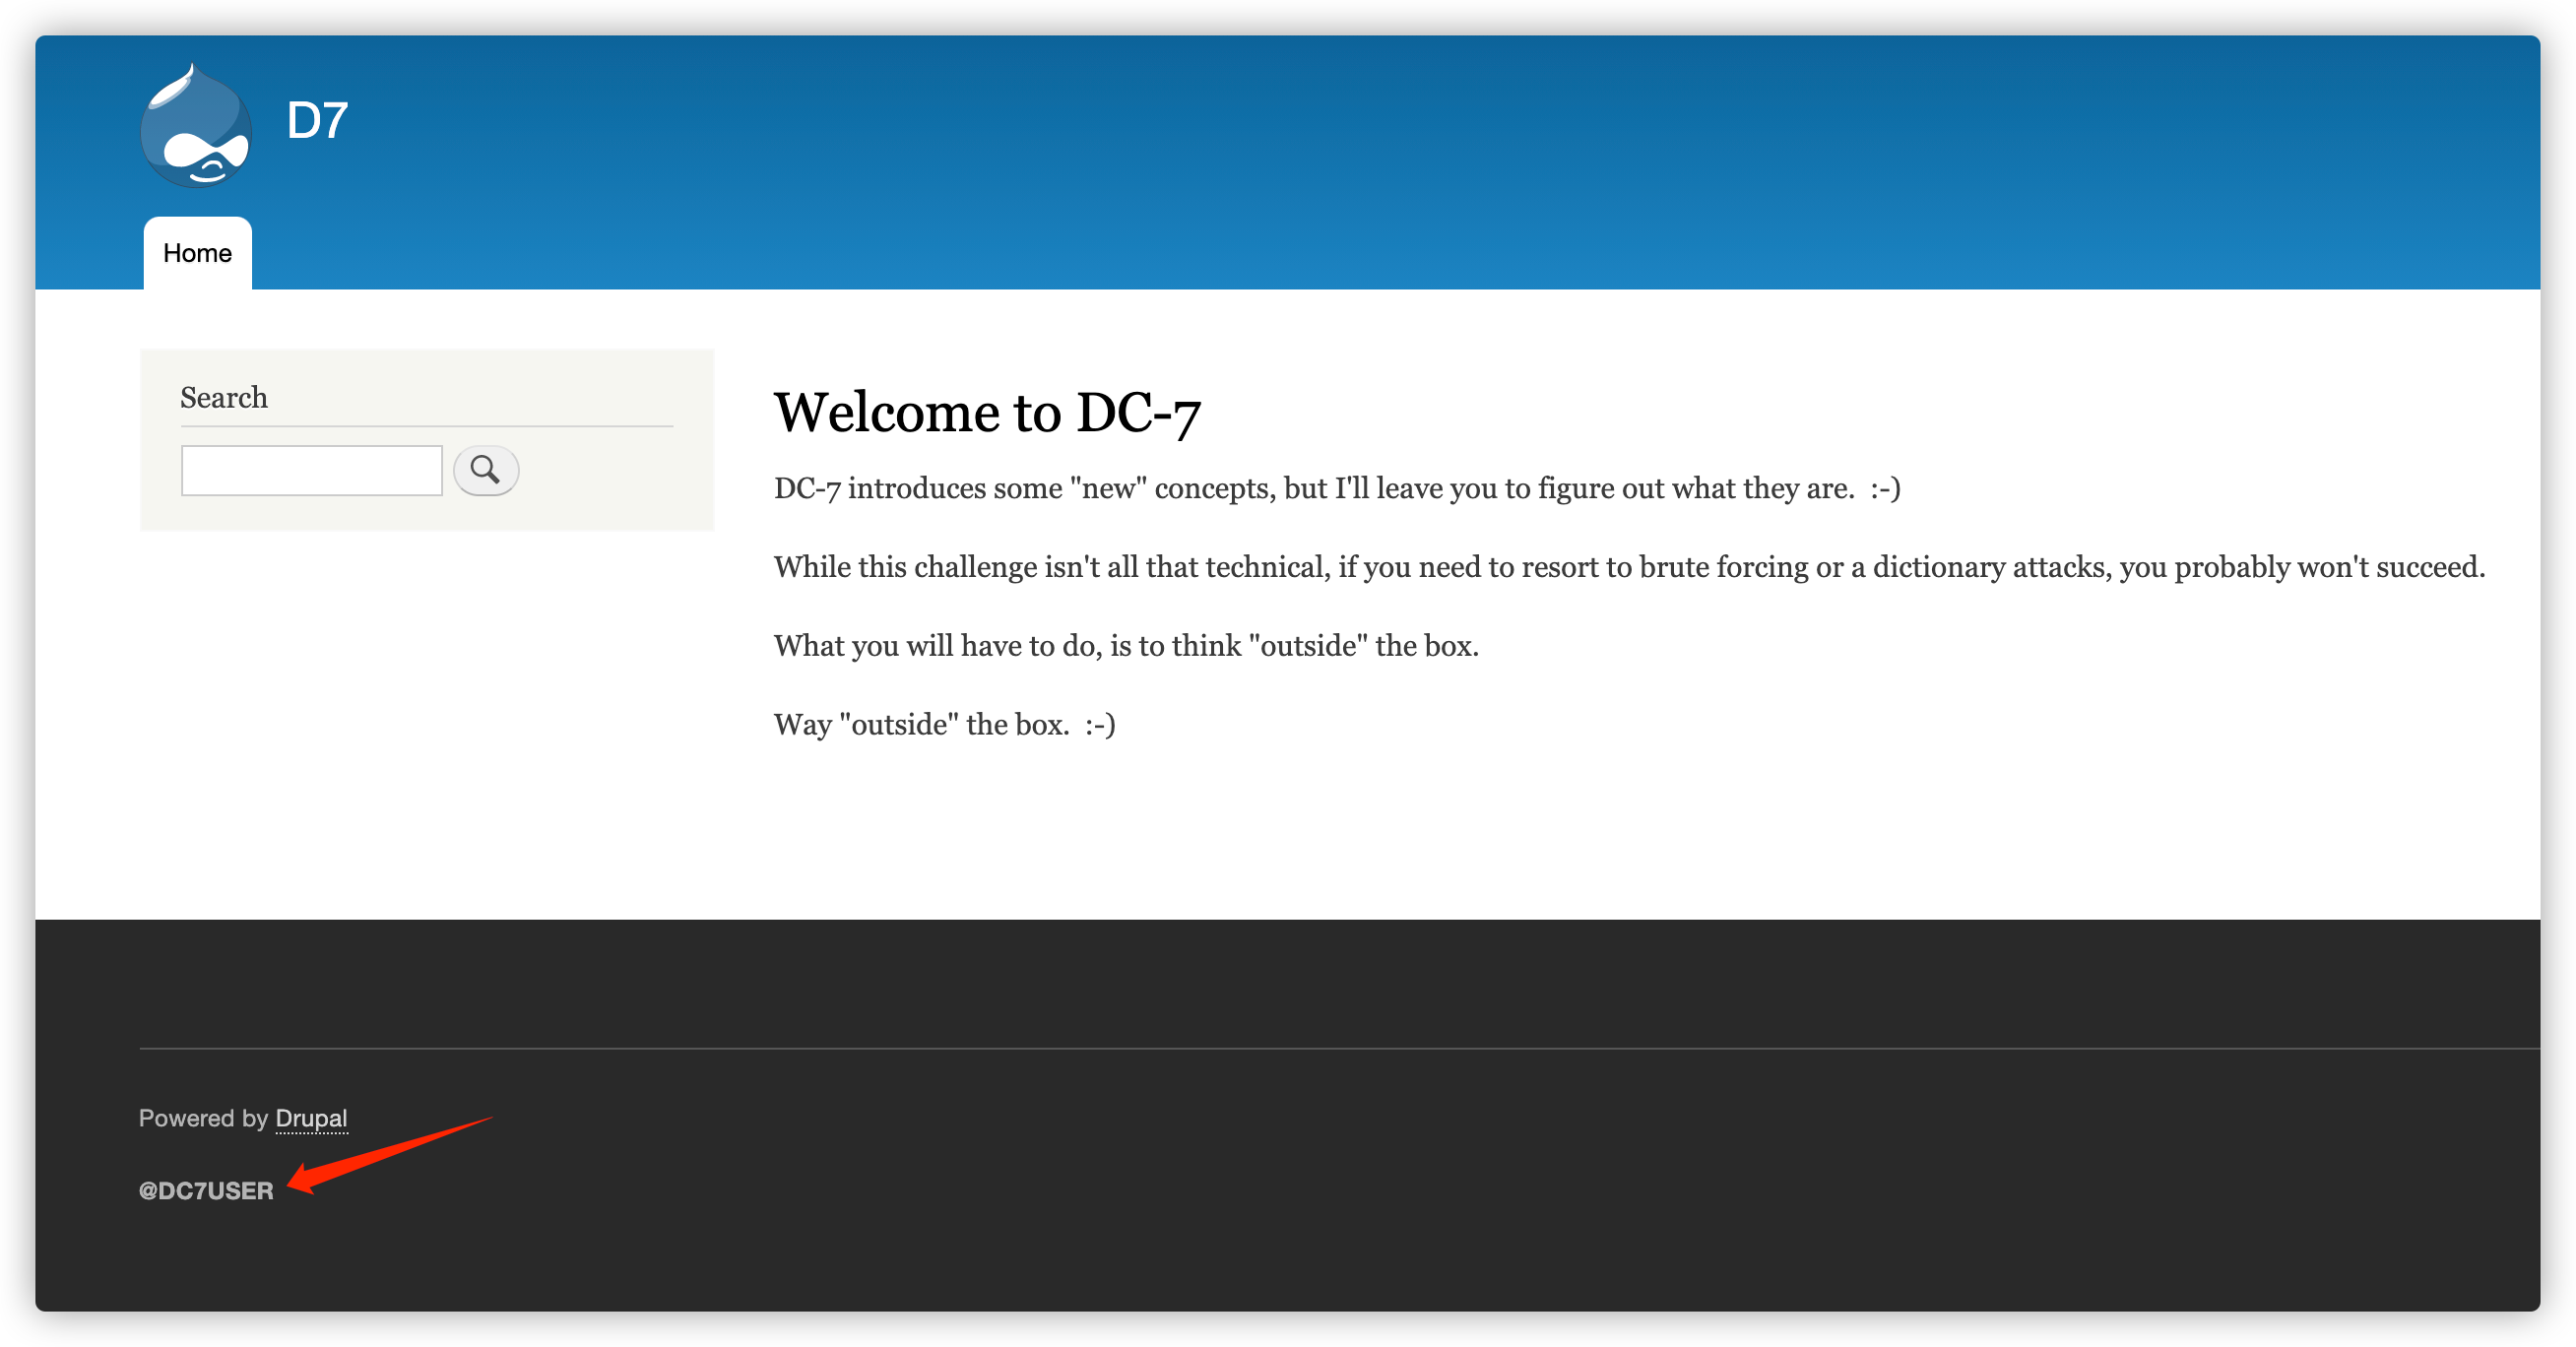 D7
Home
Search
Welcome to DC-7
DC-7 introduces some "new" concepts, but I'll leave you to figure out what they are.  :-)
While this challenge isn't all that technical, if you need to resort to brute forcing or a dictionary attacks, you probably won't succeed.
What you will have to do, is to think "outside" the box.
Way "outside" the box.  :-)
Powered by Drupal
@DC7USER